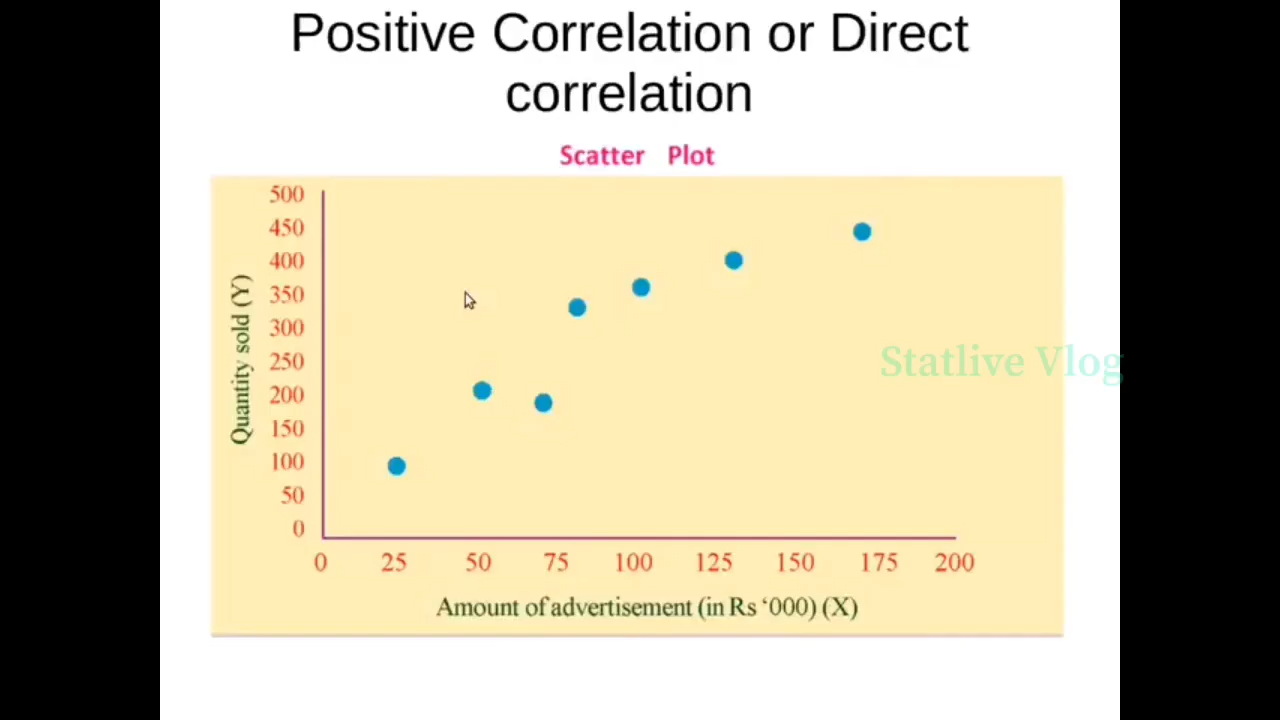 Positive Correlation or Direct
correlation
Scatter Plot
500
450
400
350
300
250
200
150
100
50
0
Quantity sold (Y)
Statlive Vlog
0 25 50 75 100 125 150 175 200
Amount of advertisement (in Rs ‘000) (X)